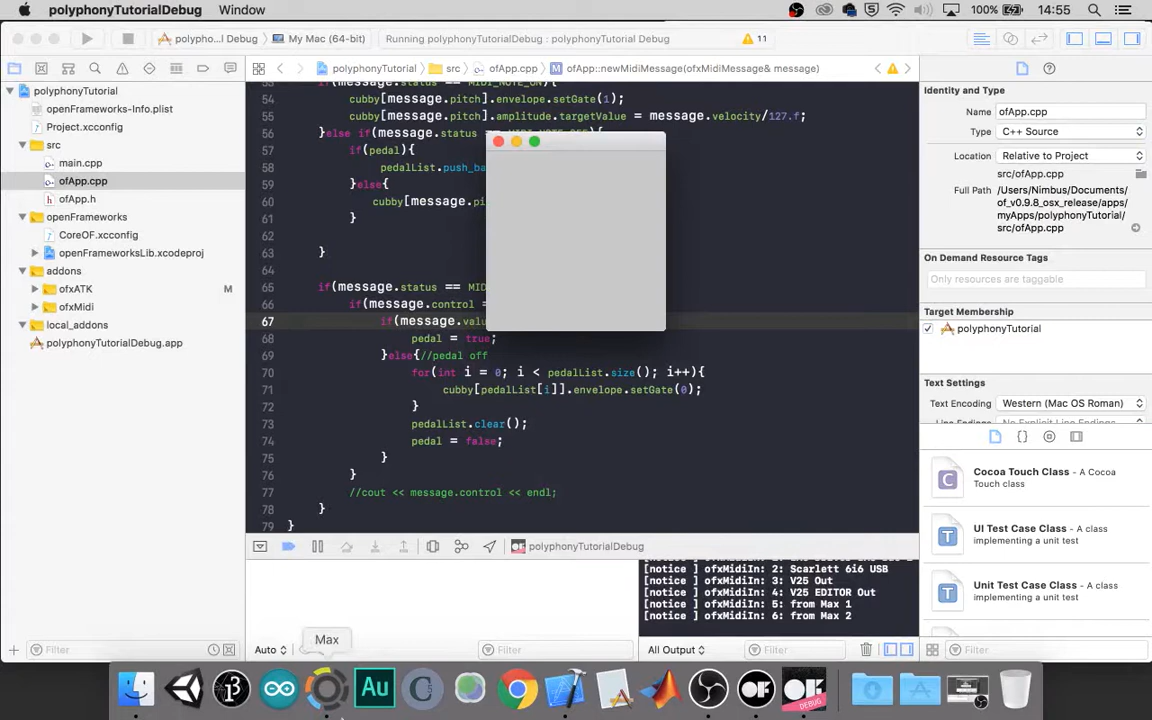 polyphonyTutorialDebug Window 100% 14:55
polypho...l Debug My Mac (64-bit) Running polyphonyTutorialDebug : polyphonyTutorial Debug 11
polyphonyTutorial src ofApp.cpp ofApp::newMidiMessage(ofxMidiMessage& message)
polyphonyTutorial
openFrameworks-Info.plist
Project.xcconfig
src
main.cpp
ofApp.cpp
ofApp.h
openFrameworks
CoreOF.xcconfig
openFrameworksLib.xcodeproj
addons
ofxATK M
ofxMidi
local_addons
polyphonyTutorialDebug.app
Filter
54 cubby[message.pitch].envelope.setGate(1);
55 cubby[message.pitch].amplitude.targetValue = message.velocity/127.f;
56 }else if(message.status == MIDI_NOTE_OFF){
57 if(pedal){
58 pedalList.push_ba
59 }else{
60 cubby[message.pi
61 }
62
63 }
64
65 if(message.status == MID
66 if(message.control =
67 if(message.valu
68 pedal = true;
69 }else{//pedal off
70 for(int i = 0; i < pedalList.size(); i++){
71 cubby[pedalList[i]].envelope.setGate(0);
72 }
73 pedalList.clear();
74 pedal = false;
75 }
76 }
77 //cout << message.control << endl;
78 }
79 }
polyphonyTutorialDebug
[notice ] ofxMidiIn: 2: Scarlett 6i6 USB
[notice ] ofxMidiIn: 3: V25 Out
[notice ] ofxMidiIn: 4: V25 EDITOR Out
[notice ] ofxMidiIn: 5: from Max 1
[notice ] ofxMidiIn: 6: from Max 2
Auto Filter All Output Filter
Identity and Type
Name ofApp.cpp
Type C++ Source
Location Relative to Project
src/ofApp.cpp
Full Path /Users/Nimbus/Documents/
of_v0.9.8_osx_release/apps/
myApps/polyphonyTutorial/
src/ofApp.cpp
On Demand Resource Tags
Only resources are taggable
Target Membership
polyphonyTutorial
Text Settings
Text Encoding Western (Mac OS Roman)
Cocoa Touch Class - A Cocoa
Touch class
UI Test Case Class - A class
implementing a unit test
Unit Test Case Class - A class
implementing a unit test
Filter
Max
Au
OF
OF
DEBUG